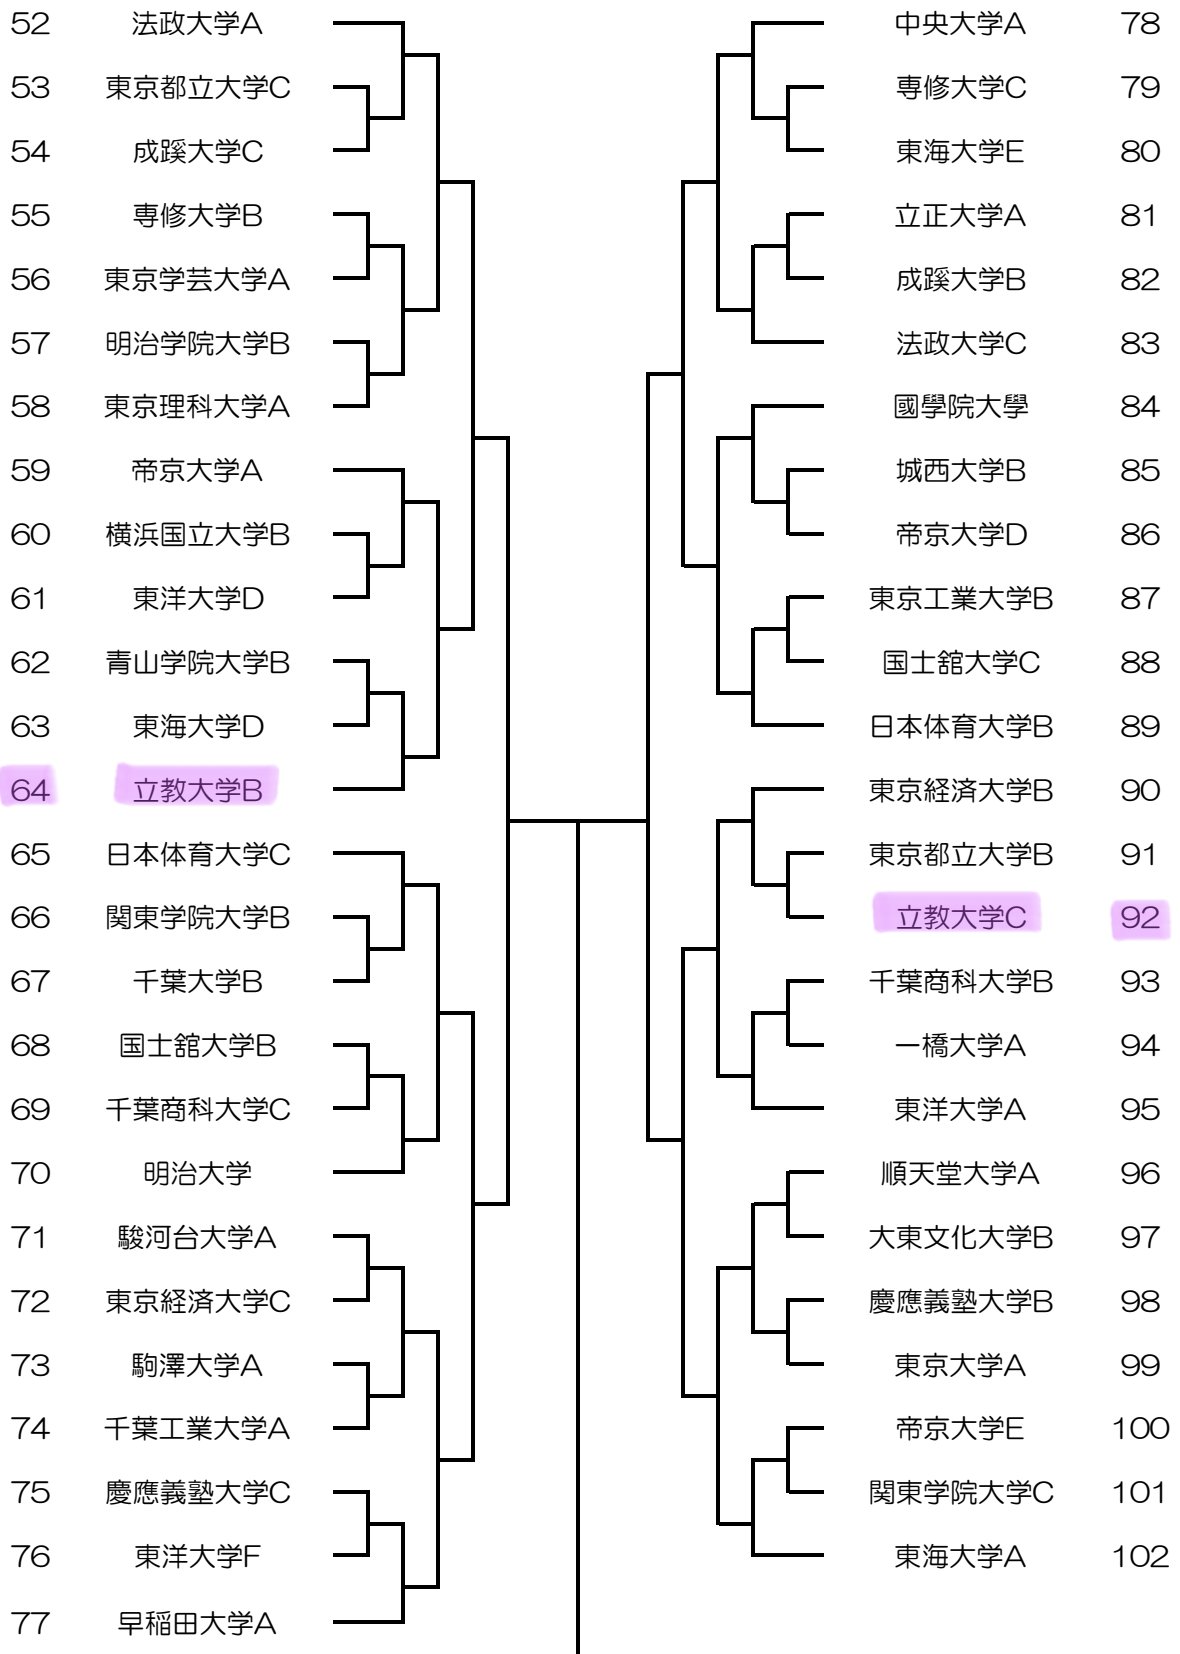 52 法政大学A
53 東京都立大学C
54 成蹊大学C
55 専修大学B
56 東京学芸大学A
57 明治学院大学B
58 東京理科大学A
59 帝京大学A
60 横浜国立大学B
61 東洋大学D
62 青山学院大学B
63 東海大学D
64 立教大学B
65 日本体育大学C
66 関東学院大学B
67 千葉大学B
68 国士舘大学B
69 千葉商科大学C
70 明治大学
71 駿河台大学A
72 東京経済大学C
73 駒澤大学A
74 千葉工業大学A
75 慶應義塾大学C
76 東洋大学F
77 早稲田大学A
中央大学A 78
専修大学C 79
東海大学E 80
立正大学A 81
成蹊大学B 82
法政大学C 83
國學院大學 84
城西大学B 85
帝京大学D 86
東京工業大学B 87
国士舘大学C 88
日本体育大学B 89
東京経済大学B 90
東京都立大学B 91
立教大学C 92
千葉商科大学B 93
一橋大学A 94
東洋大学A 95
順天堂大学A 96
大東文化大学B 97
慶應義塾大学B 98
東京大学A 99
帝京大学E 100
関東学院大学C 101
東海大学A 102